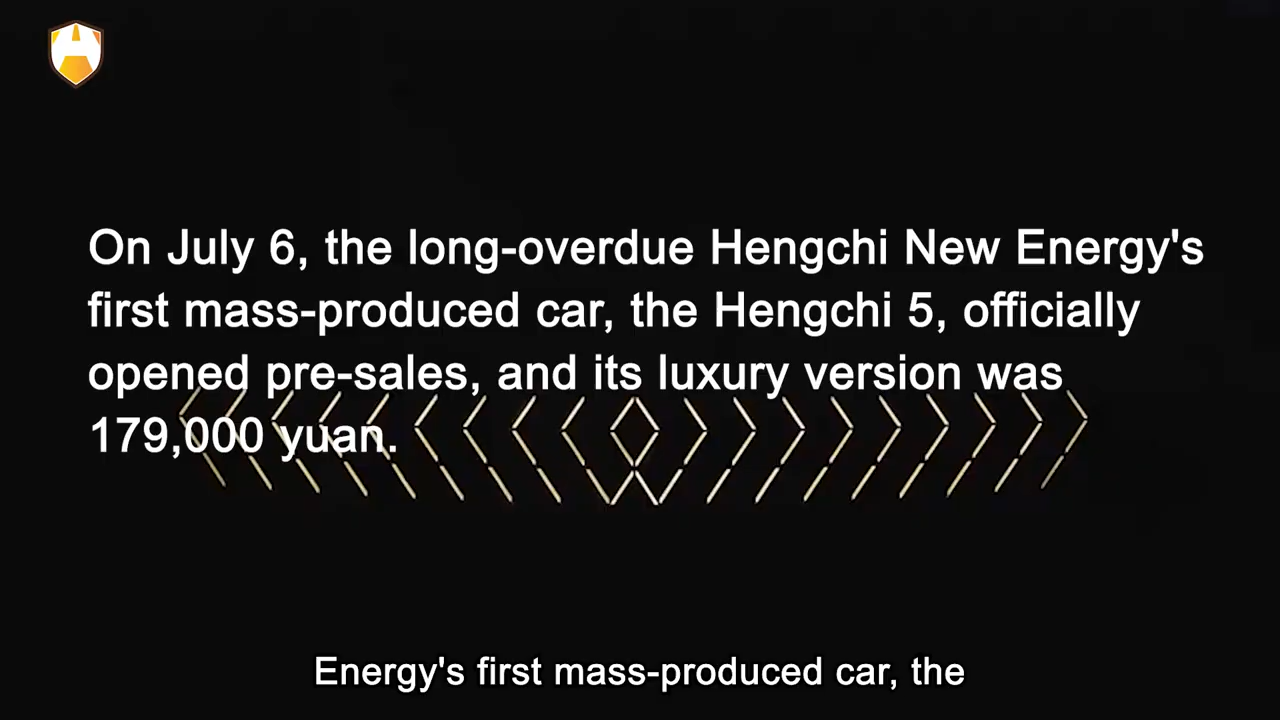 On July 6, the long-overdue Hengchi New Energy's
first mass-produced car, the Hengchi 5, officially
opened pre-sales, and its luxury version was
179,000 yuan.
Energy's first mass-produced car, the